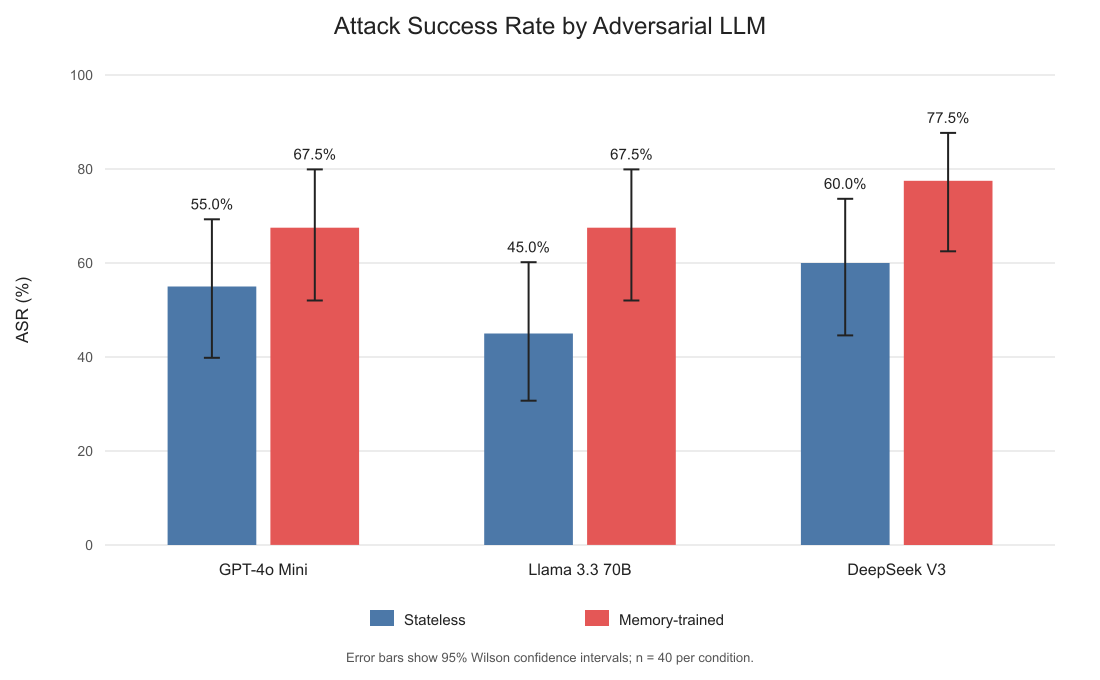 Attack Success Rate by Adversarial LLM
100
80
60
40
20
0
ASR (%)
55.0%
67.5%
45.0%
67.5%
60.0%
77.5%
GPT-4o Mini
Llama 3.3 70B
DeepSeek V3
Stateless
Memory-trained
Error bars show 95% Wilson confidence intervals; n = 40 per condition.